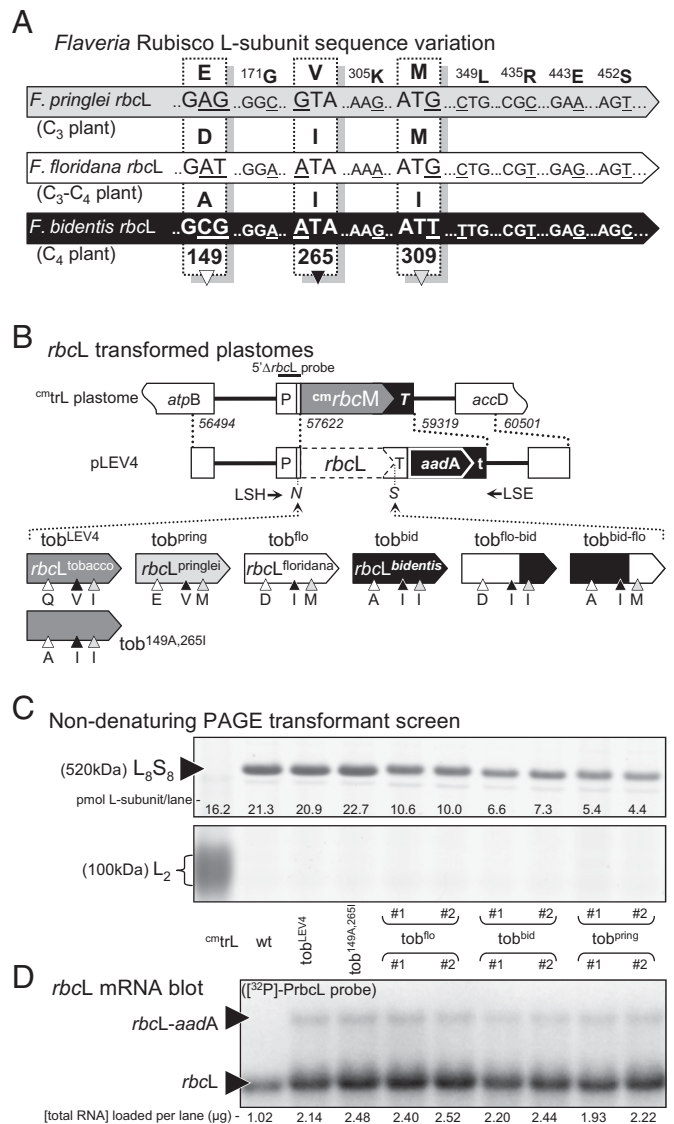 A
Flaveria Rubisco L-subunit sequence variation
E 171G V 305K M 349L 435R 443E 452S
F. pringlei rbcL ..GAG ..GGC.. GTA ..AAG.. ATG ..CTG...CGC...GAA...AGT...
(C3 plant)
D I M
F. floridana rbcL ..GAT ..GGA.. ATA ..AAA.. ATG ..CTG...CGT...GAG...AGT...
(C3-C4 plant)
A I I
F. bidentis rbcL ..GCG ..GGA.. ATA ..AAG.. ATT ..TTG...CGT...GAG...AGC...
(C4 plant)
149 265 309
B
rbcL transformed plastomes
5'ΔrbcL probe
cmtrL plastome atpB P cmrbcM T accD
56494 57622 59319 60501
pLEV4 P rbcL T aadA t
LSH N S LSE
tobLEV4 tobpring tobflo tobbid tobflo-bid tobbid-flo
rbcLtobacco rbcLpringlei rbcLfloridana rbcLbidentis
Q V I E V M D I M A I I D I I A I M
tob149A,265I
A I I
C
Non-denaturing PAGE transformant screen
(520kDa) L8S8
pmol L-subunit/lane - 16.2 21.3 20.9 22.7 10.6 10.0 6.6 7.3 5.4 4.4
(100kDa) L2
#1 #2 #1 #2 #1 #2
cmtrL wt tobLEV4 tob149A,265I tobflo tobbid tobpring
#1 #2 #1 #2 #1 #2
D
rbcL mRNA blot ([32P]-PrbcL probe)
rbcL-aadA
rbcL
[total RNA] loaded per lane (µg) - 1.02 2.14 2.48 2.40 2.52 2.20 2.44 1.93 2.22